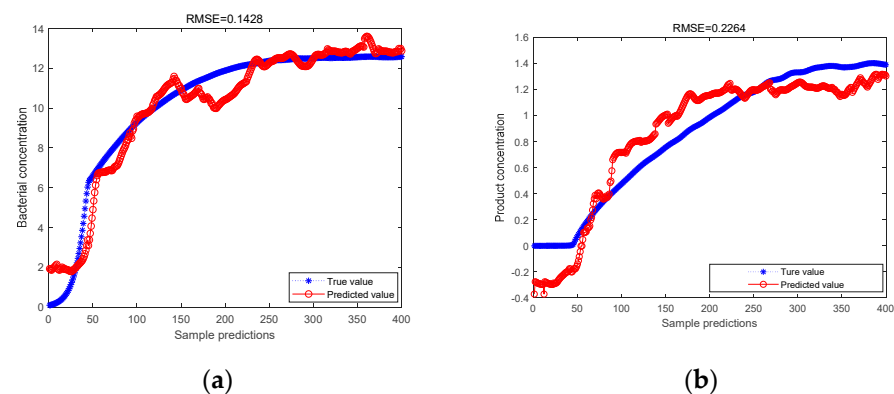 RMSE=0.1428
14
12
10
8
6
4
2
0
Bacterial concentration
0 50 100 150 200 250 300 350 400
Sample predictions
True value
Predicted value
(a)
RMSE=0.2264
1.6
1.4
1.2
1
0.8
0.6
0.4
0.2
0
-0.2
-0.4
Product concentration
0 50 100 150 200 250 300 350 400
Sample predictions
Ture value
Predicted value
(b)